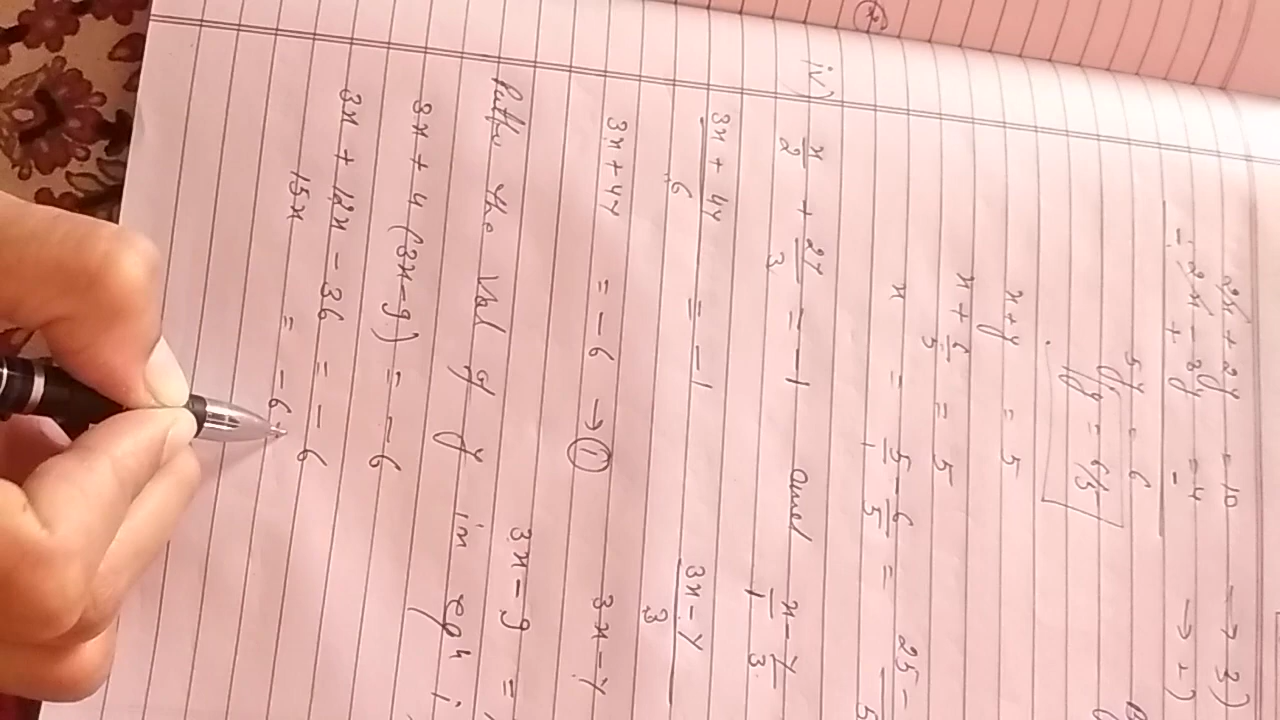 2x + 2y = 10 → 3)
- 2x - 3y = 4 → 2)
+ -
5y = 6
y = 6/5
x + y = 5
x + 6/5 = 5
x = 5/1 - 6/5 = 25 - / 5
iv) x/2 + 2y/3 = -1 and x/1 - y/3
3x + 4y / 6 = -1 3x - y / 3
3x + 4y = -6 → ① 3x - y
3x - 9 =
the val of y in eqn i
3x + 4 (3x - 9) = -6
3x + 12x - 36 = -6
15x = -6